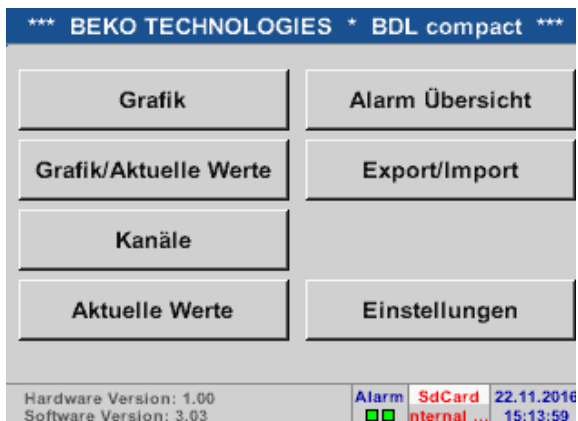 *** BEKO TECHNOLOGIES * BDL compact ***
Grafik
Alarm Übersicht
Grafik/Aktuelle Werte
Export/Import
Kanäle
Aktuelle Werte
Einstellungen
Hardware Version: 1.00
Software Version: 3.03
Alarm
SdCard
nternal ...
22.11.2016
15:13:59